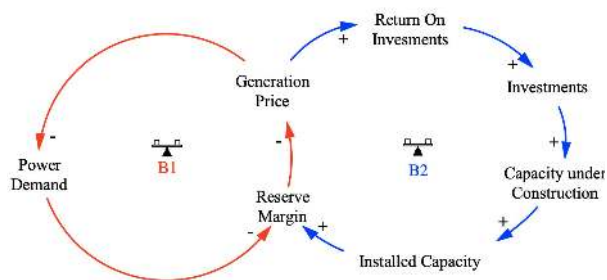 Return On
Invesments
+
+
Generation
Price
Investments
-
-
+
B1
B2
Power
Demand
Capacity under
Construction
Reserve
Margin
-
+
+
Installed Capacity